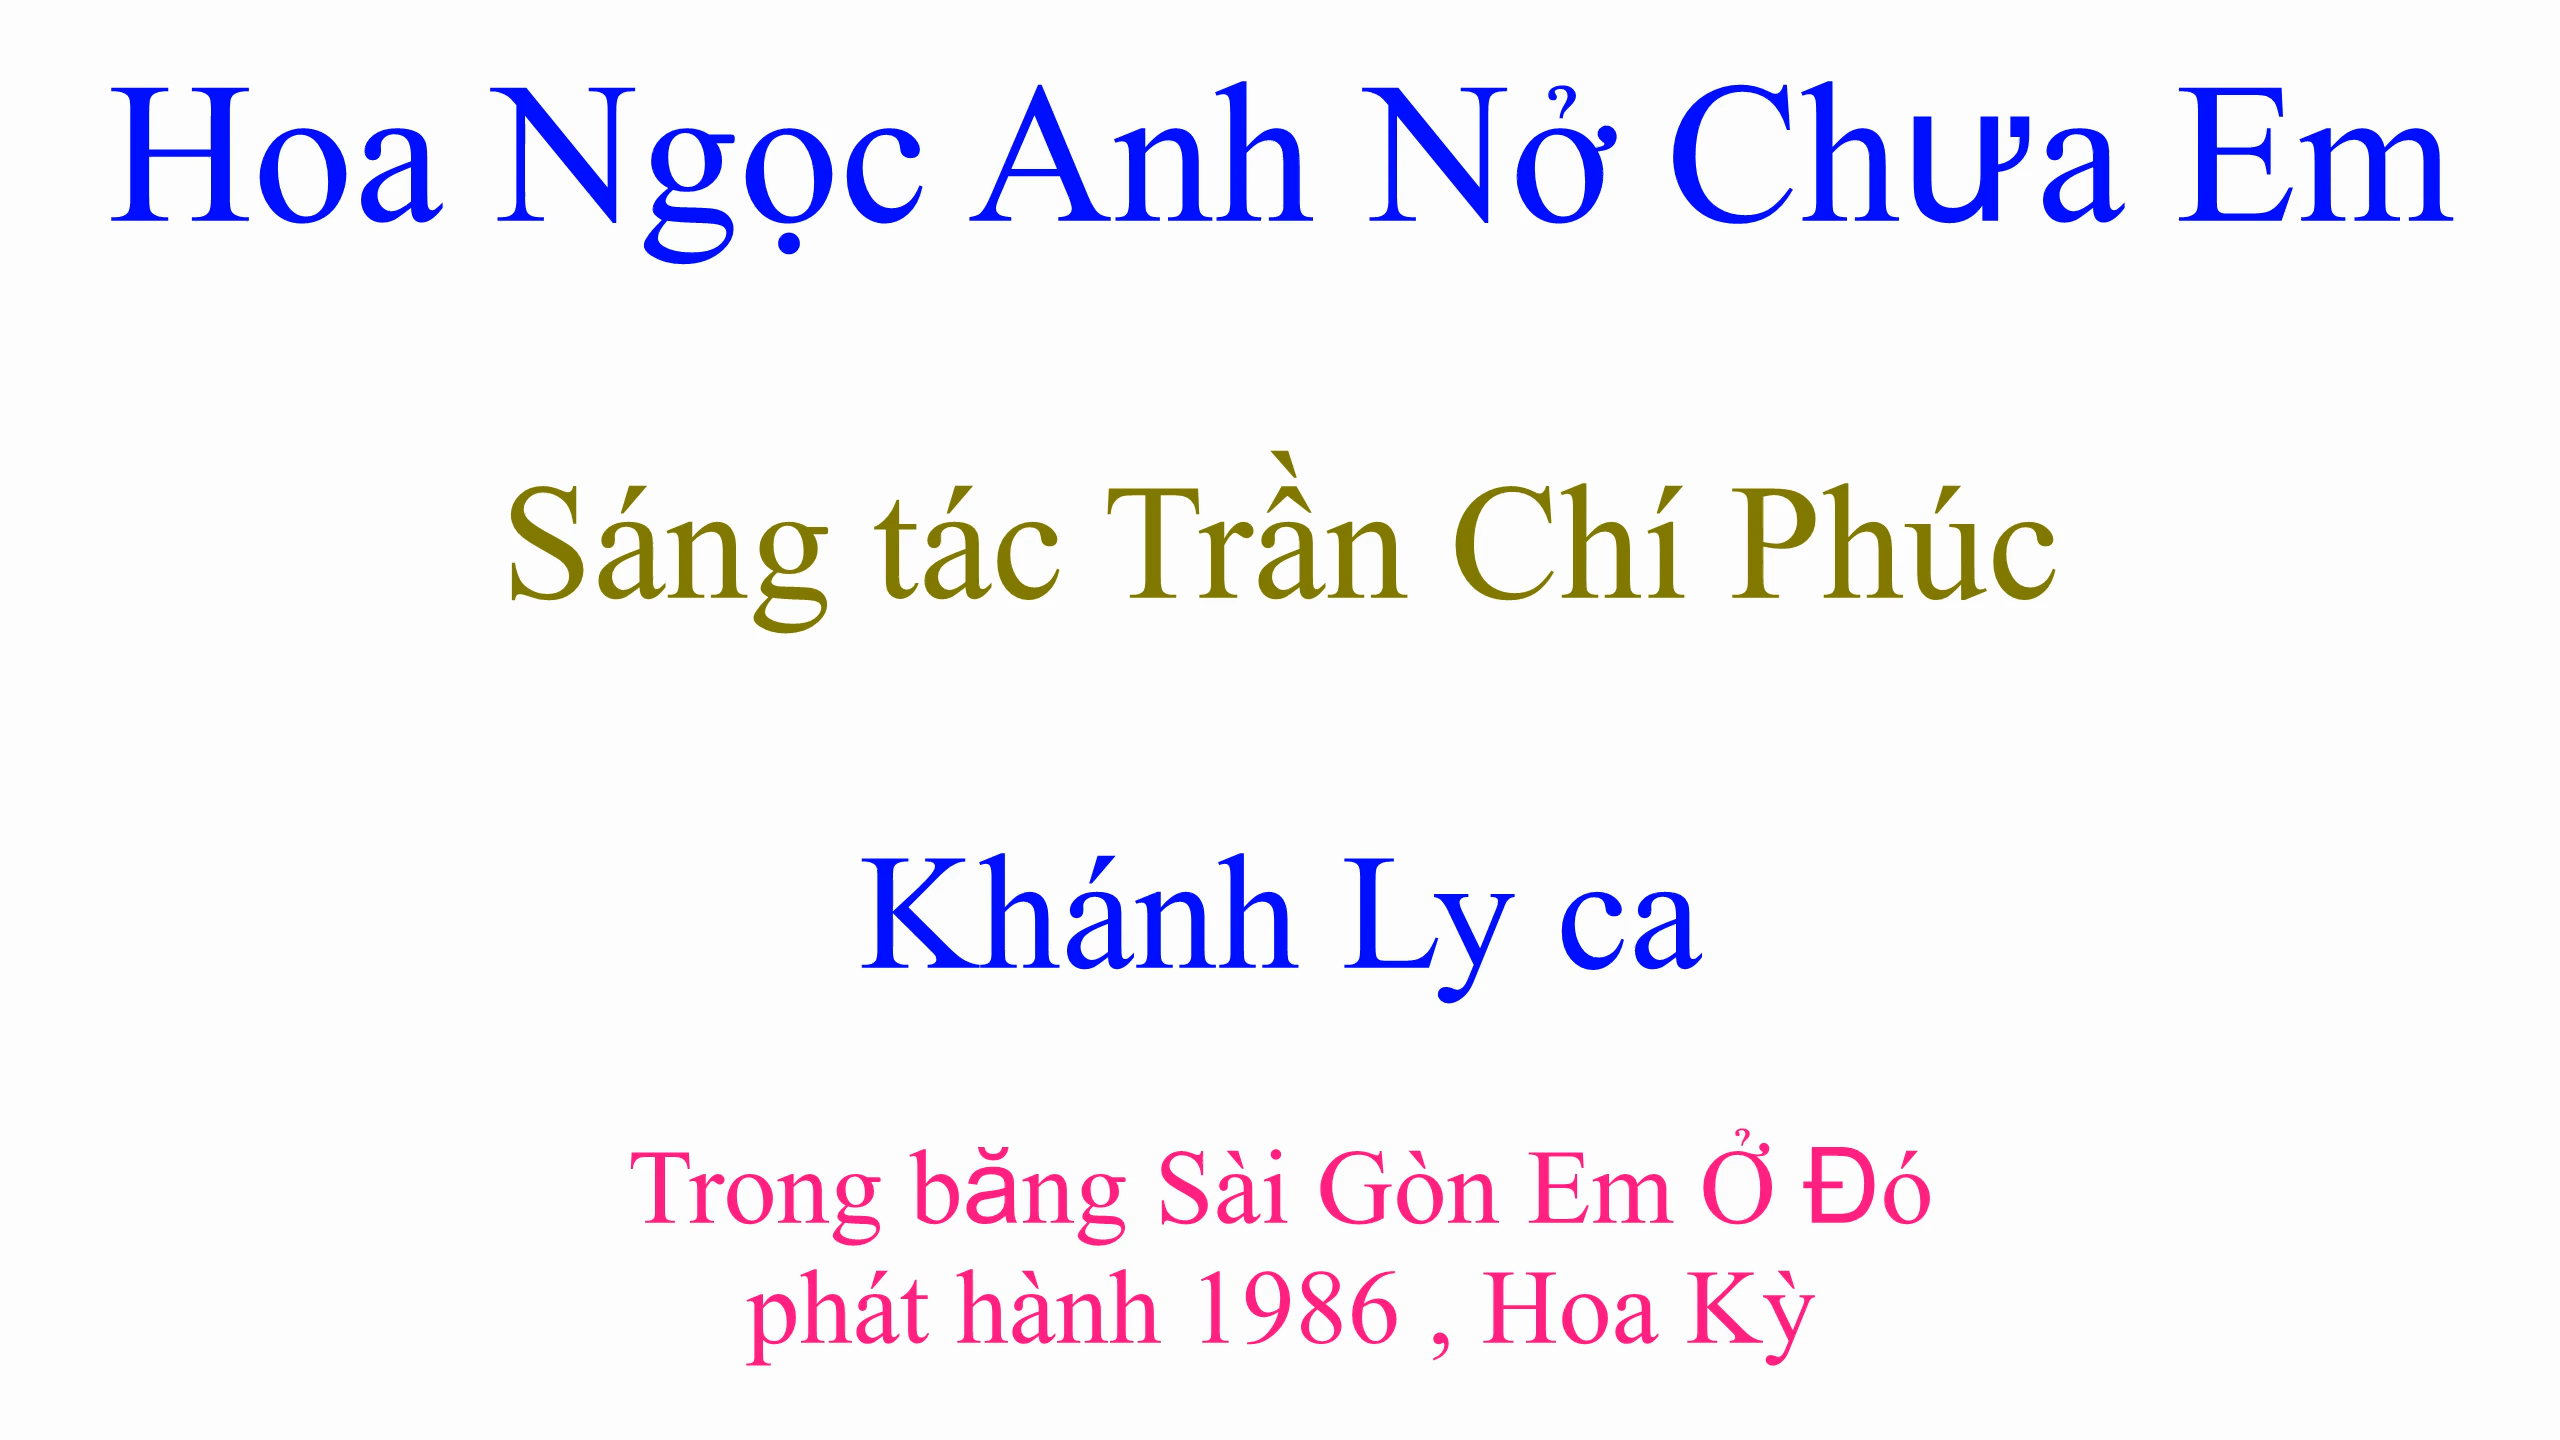 Hoa Ngọc Anh Nở Chưa Em
Sáng tác Trần Chí Phúc
Khánh Ly ca
Trong băng Sài Gòn Em Ở Đó
phát hành 1986 , Hoa Kỳ